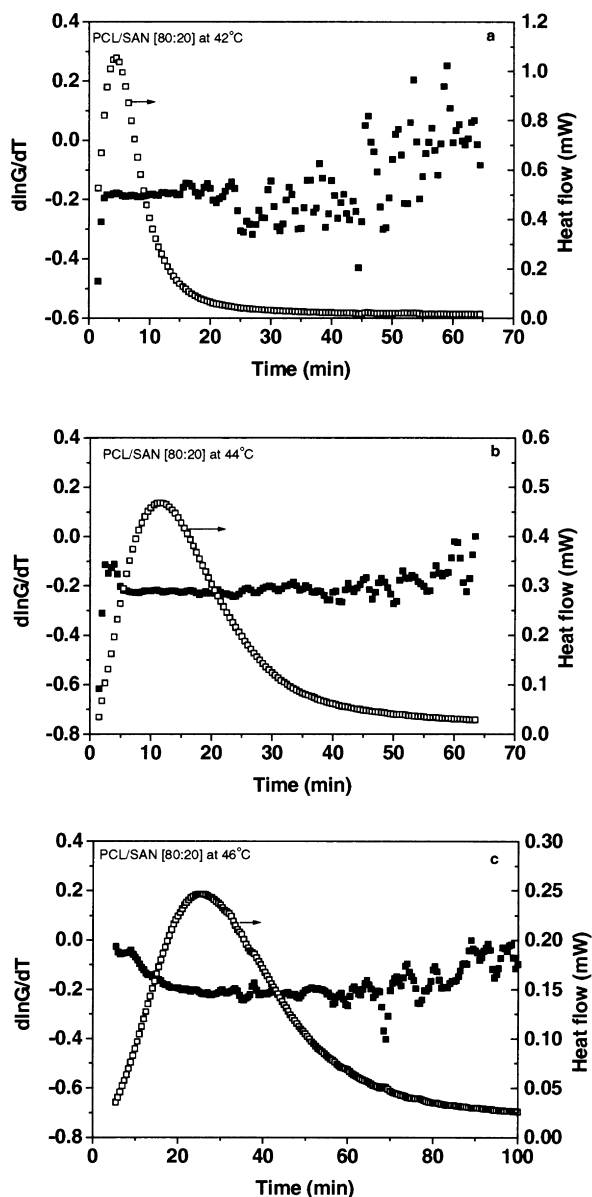 PCL/SAN [80:20] at 42°C
a
0.4
0.2
0.0
-0.2
-0.4
-0.6
dlnG/dT
1.2
1.0
0.8
0.6
0.4
0.2
0.0
Heat flow (mW)
0 10 20 30 40 50 60 70
Time (min)
PCL/SAN [80:20] at 44°C
b
0.4
0.2
0.0
-0.2
-0.4
-0.6
-0.8
dlnG/dT
0.6
0.5
0.4
0.3
0.2
0.1
0.0
Heat flow (mW)
0 10 20 30 40 50 60 70
Time (min)
PCL/SAN [80:20] at 46°C
c
0.4
0.2
0.0
-0.2
-0.4
-0.6
-0.8
dlnG/dT
0.30
0.25
0.20
0.15
0.10
0.05
0.00
Heat flow (mW)
0 20 40 60 80 100
Time (min)